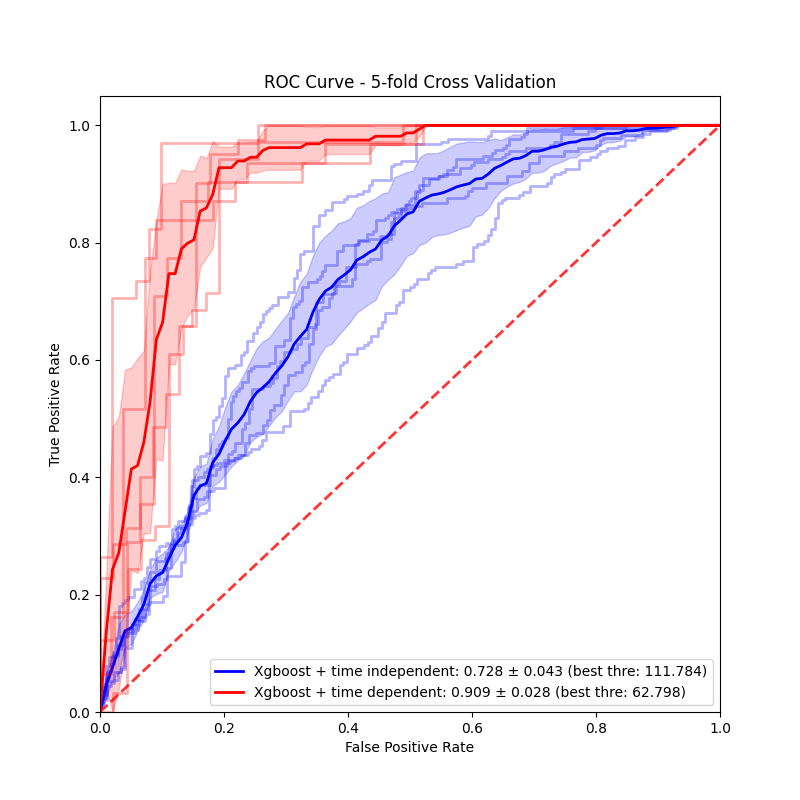 ROC Curve - 5-fold Cross Validation
True Positive Rate
1.0
0.8
0.6
0.4
0.2
0.0
Xgboost + time independent: 0.728 ± 0.043 (best thre: 111.784)
Xgboost + time dependent: 0.909 ± 0.028 (best thre: 62.798)
0.0 0.2 0.4 0.6 0.8 1.0
False Positive Rate